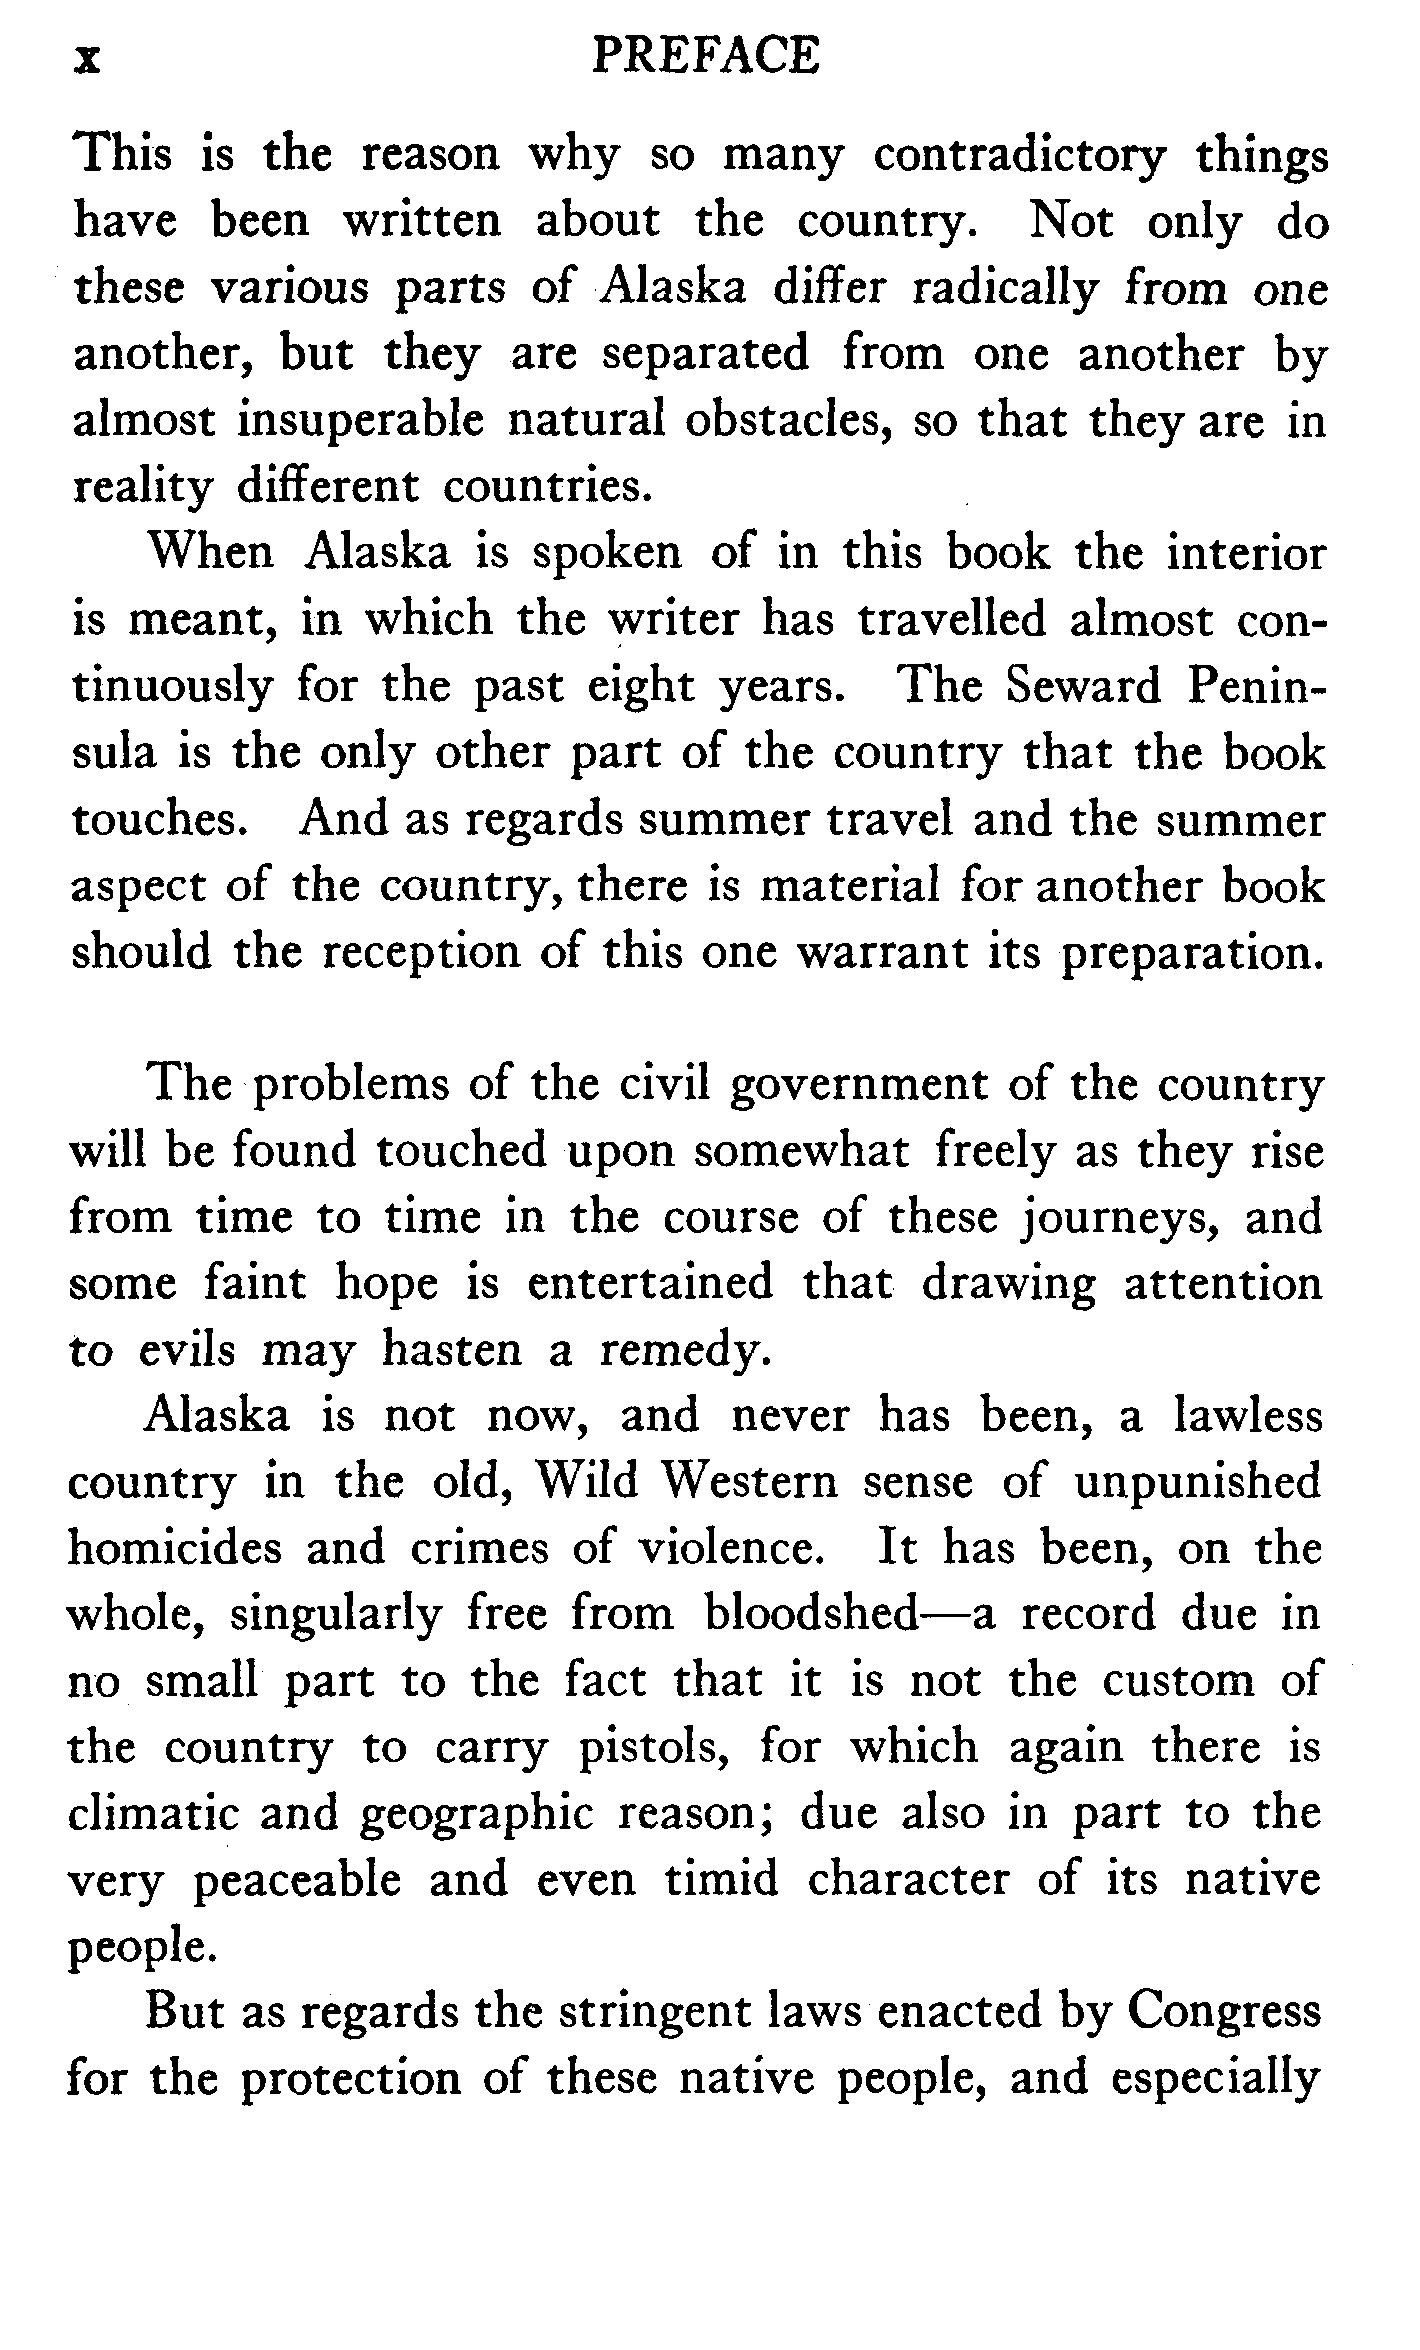 x PREFACE
This is the reason why so many contradictory things
have been written about the country. Not only do
these various parts of Alaska differ radically from one
another, but they are separated from one another by
almost insuperable natural obstacles, so that they are in
reality different countries.
When Alaska is spoken of in this book the interior
is meant, in which the writer has travelled almost con-
tinuously for the past eight years. The Seward Penin-
sula is the only other part of the country that the book
touches. And as regards summer travel and the summer
aspect of the country, there is material for another book
should the reception of this one warrant its preparation.
The problems of the civil government of the country
will be found touched upon somewhat freely as they rise
from time to time in the course of these journeys, and
some faint hope is entertained that drawing attention
to evils may hasten a remedy.
Alaska is not now, and never has been, a lawless
country in the old, Wild Western sense of unpunished
homicides and crimes of violence. It has been, on the
whole, singularly free from bloodshed—a record due in
no small part to the fact that it is not the custom of
the country to carry pistols, for which again there is
climatic and geographic reason; due also in part to the
very peaceable and even timid character of its native
people.
But as regards the stringent laws enacted by Congress
for the protection of these native people, and especially